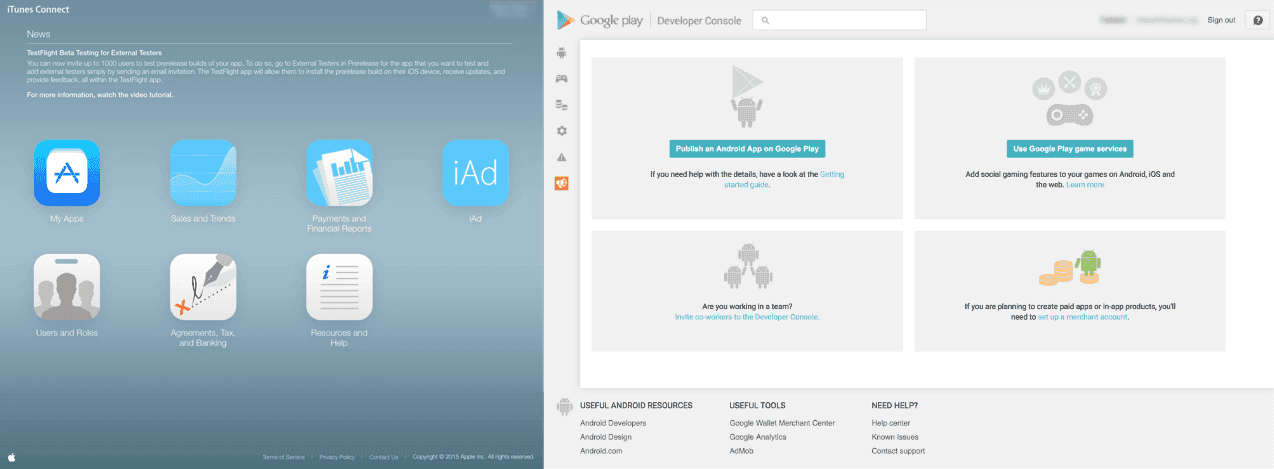 iTunes Connect
News
TestFlight Beta Testing for External Testers
You can now invite up to 1000 users to test prerelease builds of your app. To do so, go to External Testers in Prerelease for the app that you want to test and
add external testers simply by sending an email invitation. The TestFlight app will allow them to install the prerelease build on their iOS device, receive updates, and
provide feedback, all within the TestFlight app.
For more information, watch the video tutorial.
My Apps
Sales and Trends
Payments and
Financial Reports
iAd
iAd
Users and Roles
Agreements, Tax,
and Banking
i
Resources and
Help
Terms of Service | Privacy Policy | Contact Us | Copyright © 2015 Apple Inc. All rights reserved.
Google play
Developer Console
Sign out
?
Publish an Android App on Google Play
If you need help with the details, have a look at the Getting
started guide.
Use Google Play game services
Add social gaming features to your games on Android, iOS and
the web. Learn more
Are you working in a team?
Invite co-workers to the Developer Console.
If you are planning to create paid apps or in-app products, you'll
need to set up a merchant account.
USEFUL ANDROID RESOURCES
Android Developers
Android Design
Android.com
USEFUL TOOLS
Google Wallet Merchant Center
Google Analytics
AdMob
NEED HELP?
Help center
Known Issues
Contact support